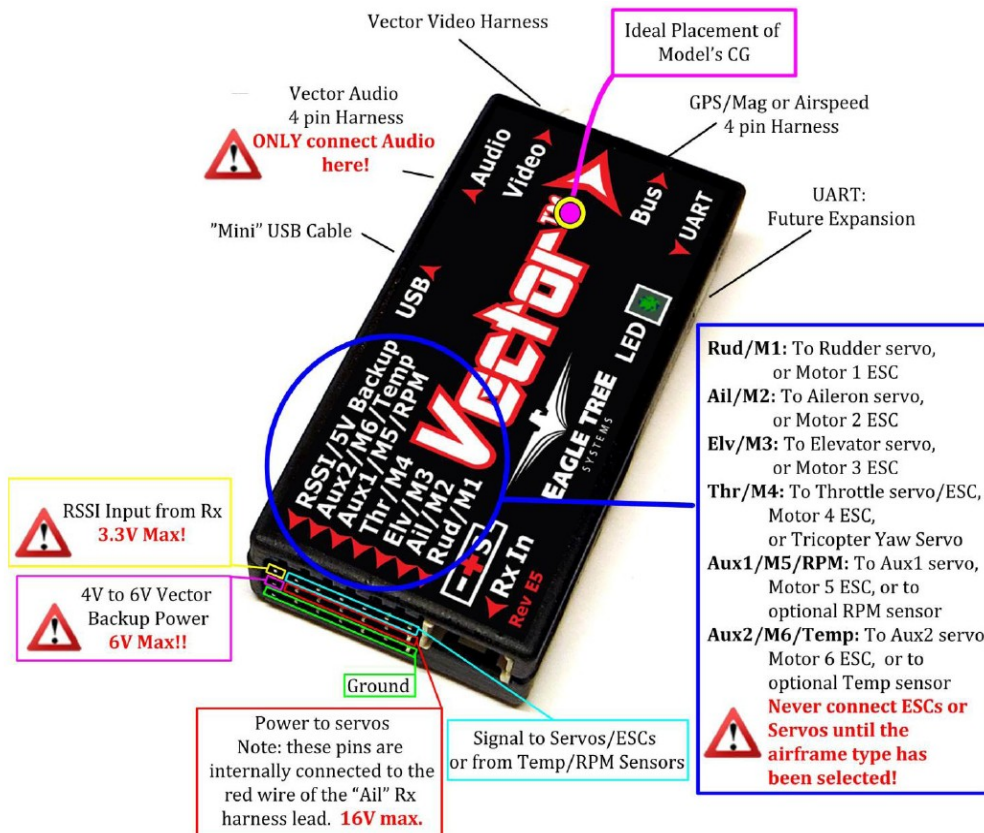 Vector Video Harness
Ideal Placement of
Model's CG
Vector Audio
4 pin Harness
ONLY connect Audio
here!
GPS/Mag or Airspeed
4 pin Harness
"Mini" USB Cable
UART:
Future Expansion
Audio
Video
Bus
UART
USB
Vector™
LED
EAGLE TREE
SYSTEMS
RSSI/5V Backup
Aux2/M6/Temp
Aux1/M5/RPM
Thr/M4
Elv/M3
Ail/M2
Rud/M1
-+S
Rx In
Rev E5
RSSI Input from Rx
3.3V Max!
4V to 6V Vector
Backup Power
6V Max!!
Ground
Power to servos
Note: these pins are
internally connected to the
red wire of the "Ail" Rx
harness lead. 16V max.
Signal to Servos/ESCs
or from Temp/RPM Sensors
Rud/M1: To Rudder servo,
or Motor 1 ESC
Ail/M2: To Aileron servo,
or Motor 2 ESC
Elv/M3: To Elevator servo,
or Motor 3 ESC
Thr/M4: To Throttle servo/ESC,
Motor 4 ESC,
or Tricopter Yaw Servo
Aux1/M5/RPM: To Aux1 servo,
Motor 5 ESC, or to
optional RPM sensor
Aux2/M6/Temp: To Aux2 servo
Motor 6 ESC, or to
optional Temp sensor
Never connect ESCs or
Servos until the
airframe type has
been selected!